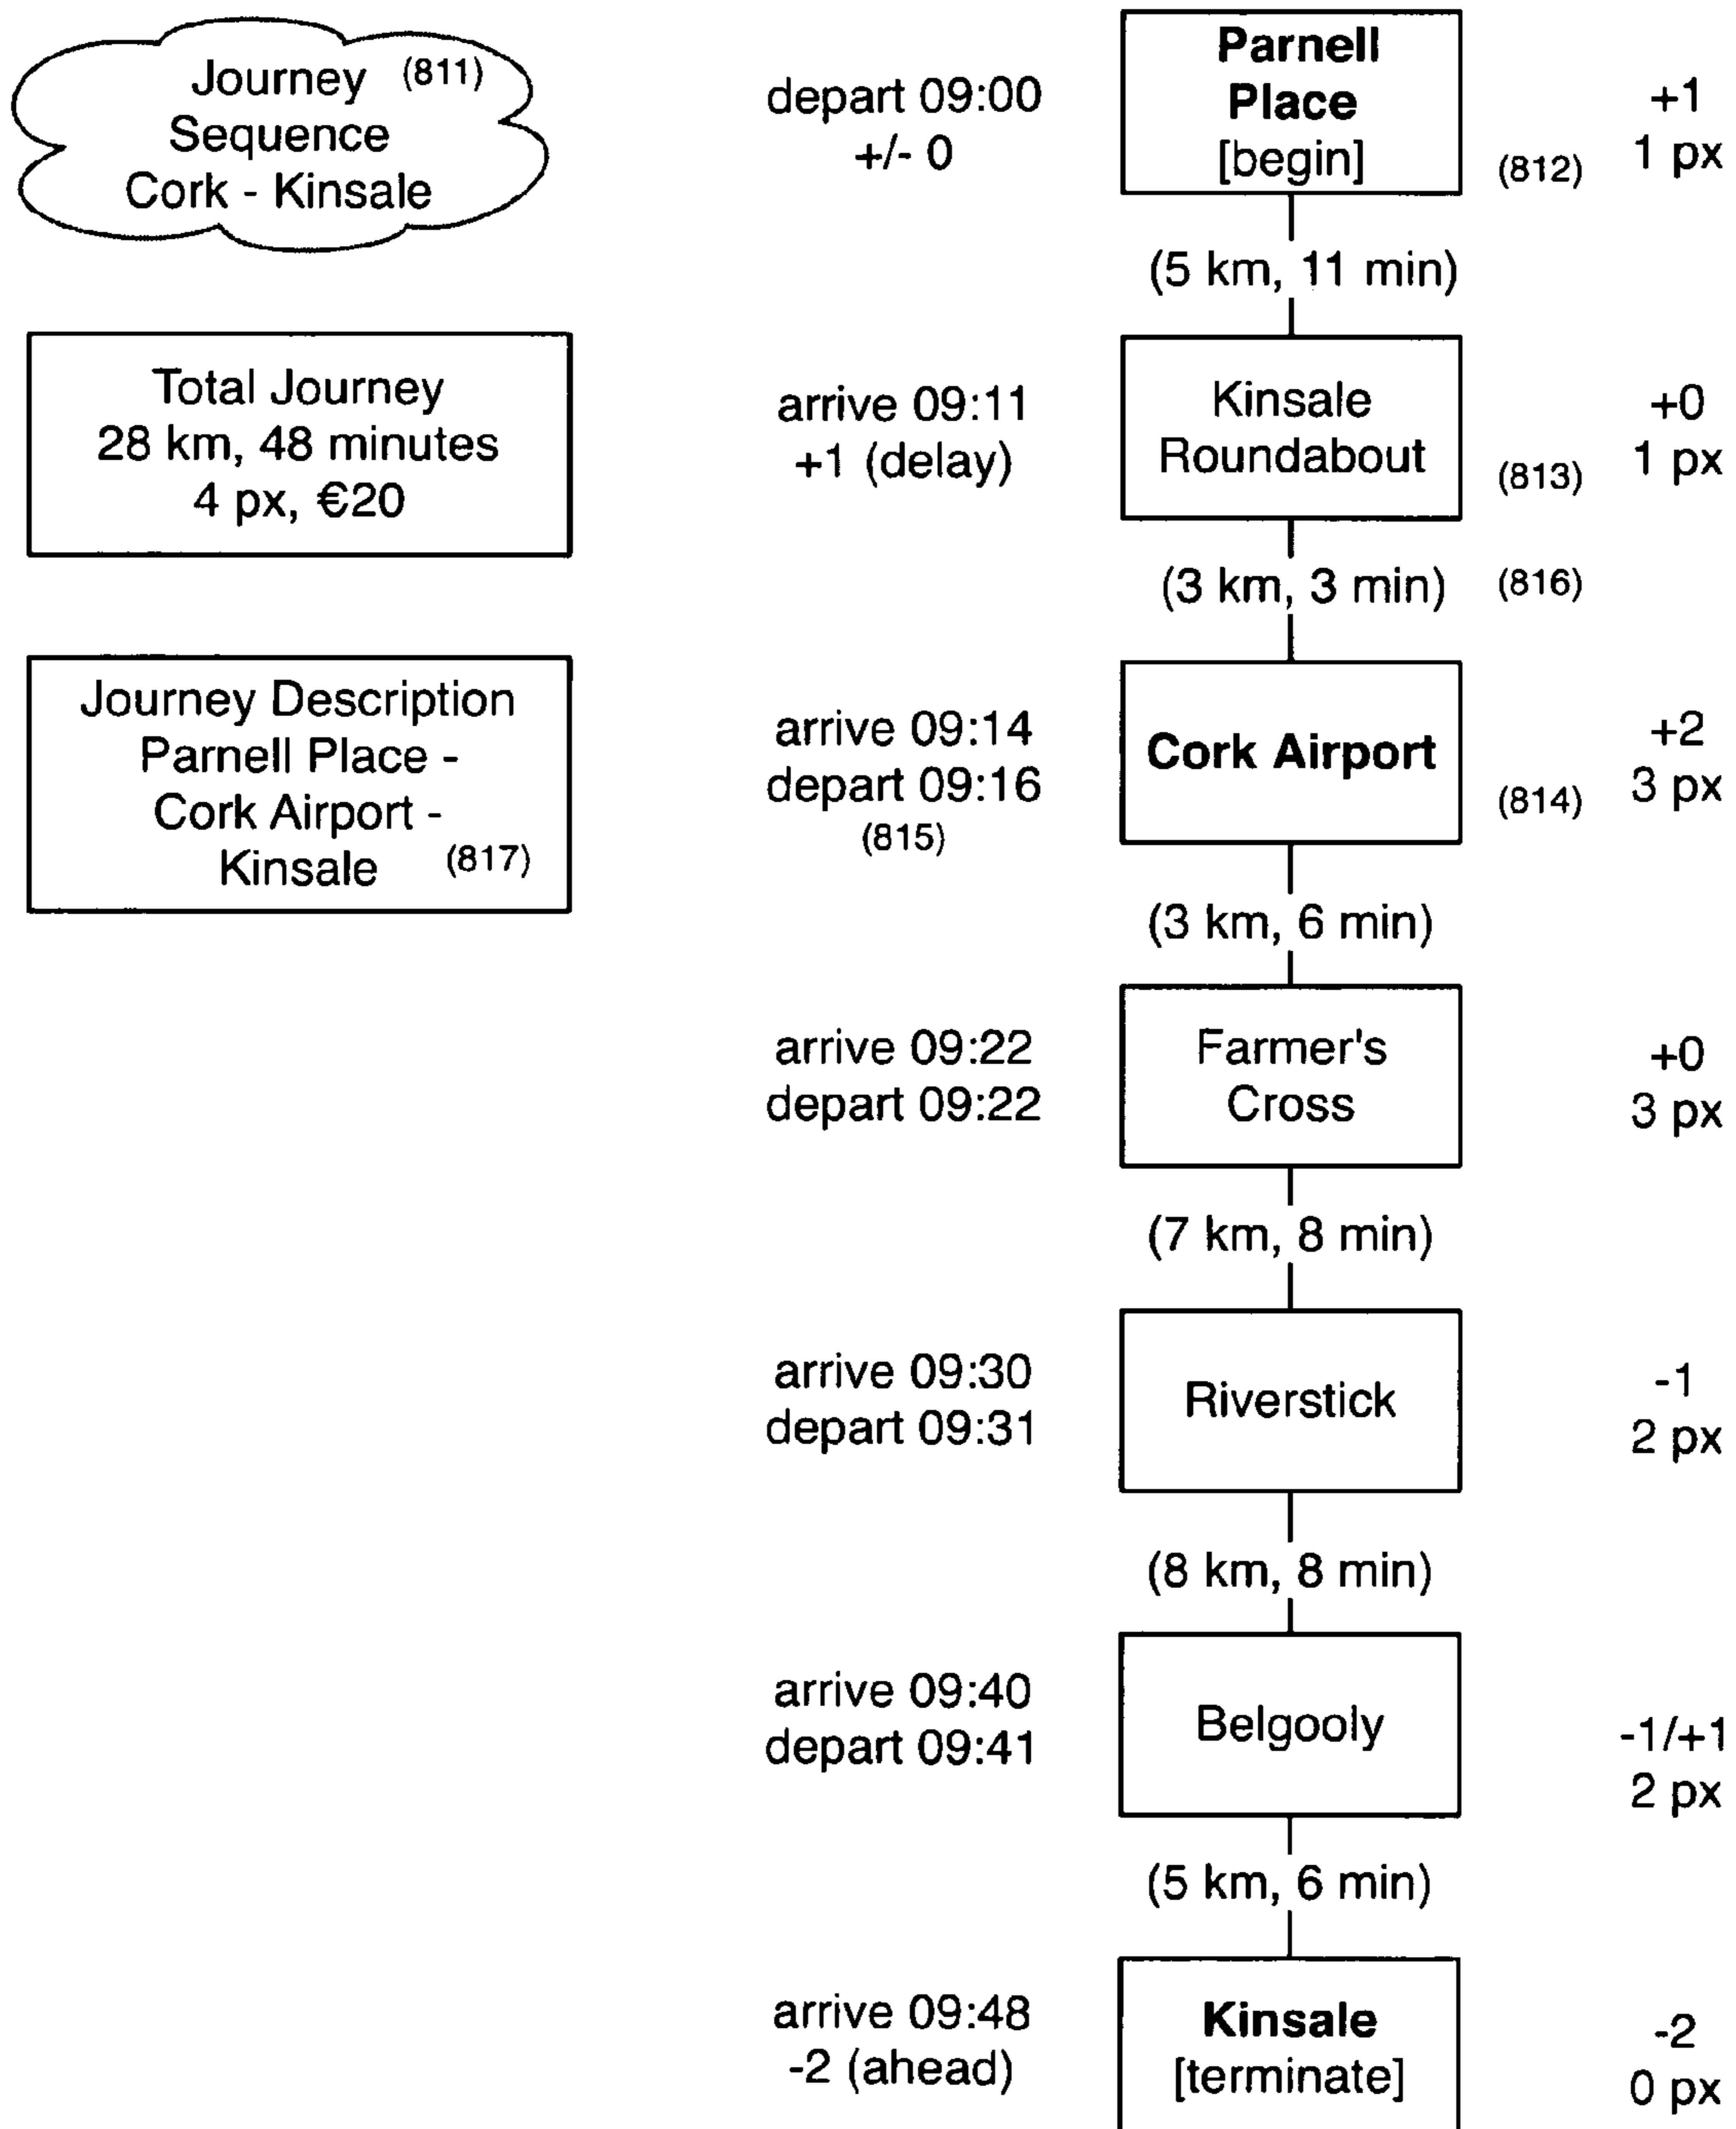 Journey (811)
Sequence
Cork - Kinsale
Total Journey
28 km, 48 minutes
4 px, €20
Journey Description
Parnell Place -
Cork Airport -
Kinsale (817)
depart 09:00
+/- 0
Parnell
Place
[begin]
(812)
+1
1 px
(5 km, 11 min)
arrive 09:11
+1 (delay)
Kinsale
Roundabout
(813)
+0
1 px
(3 km, 3 min) (816)
arrive 09:14
depart 09:16
(815)
Cork Airport
(814)
+2
3 px
(3 km, 6 min)
arrive 09:22
depart 09:22
Farmer's
Cross
+0
3 px
(7 km, 8 min)
arrive 09:30
depart 09:31
Riverstick
-1
2 px
(8 km, 8 min)
arrive 09:40
depart 09:41
Belgooly
-1/+1
2 px
(5 km, 6 min)
arrive 09:48
-2 (ahead)
Kinsale
[terminate]
-2
0 px